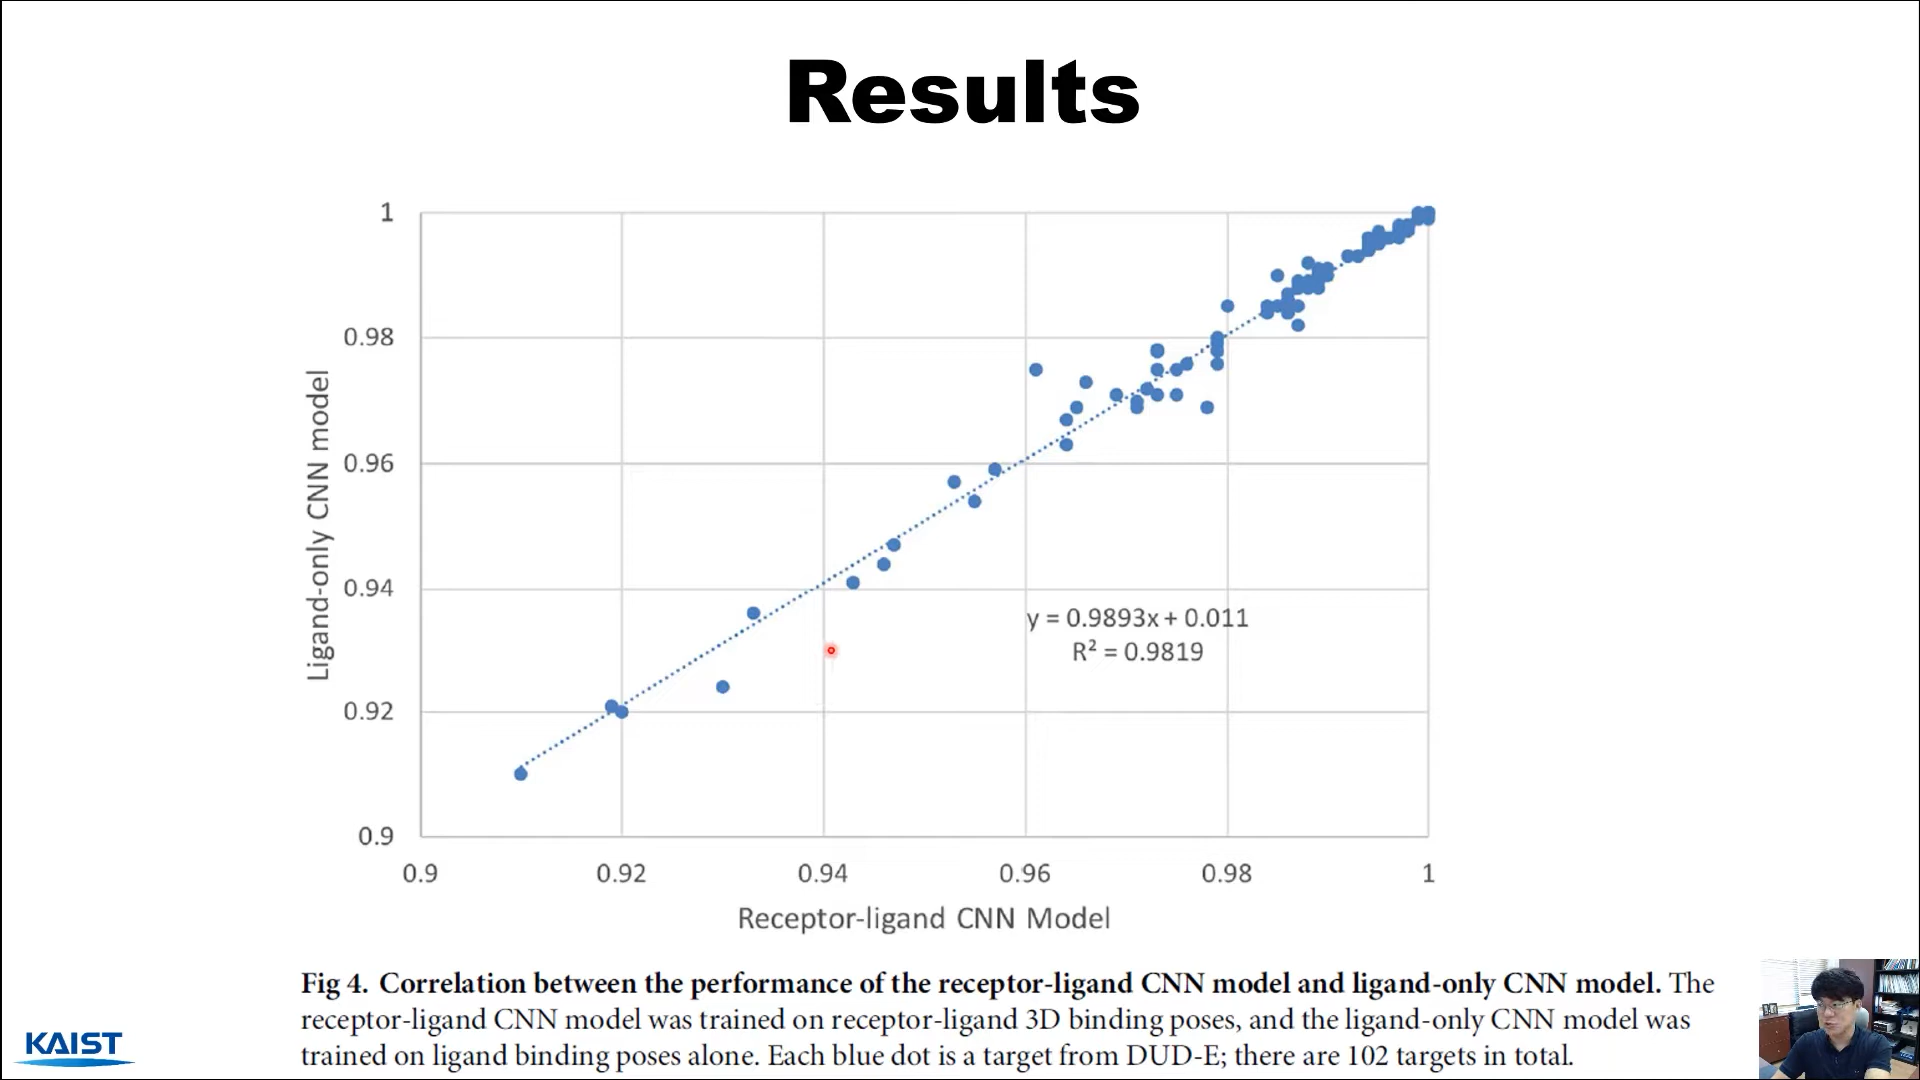 Results
1
0.98
0.96
0.94
0.92
0.9
Ligand-only CNN model
y = 0.9893x + 0.011
R² = 0.9819
0.9 0.92 0.94 0.96 0.98 1
Receptor-ligand CNN Model
Fig 4. Correlation between the performance of the receptor-ligand CNN model and ligand-only CNN model. The
receptor-ligand CNN model was trained on receptor-ligand 3D binding poses, and the ligand-only CNN model was
trained on ligand binding poses alone. Each blue dot is a target from DUD-E; there are 102 targets in total.
KAIST